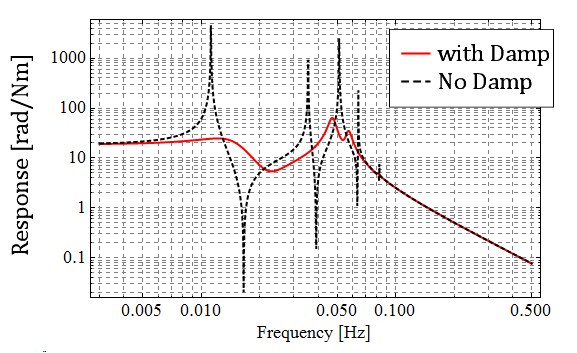 Response [rad/Nm]
1000
100
10
1
0.1
with Damp
No Damp
0.005 0.010 0.050 0.100 0.500
Frequency [Hz]